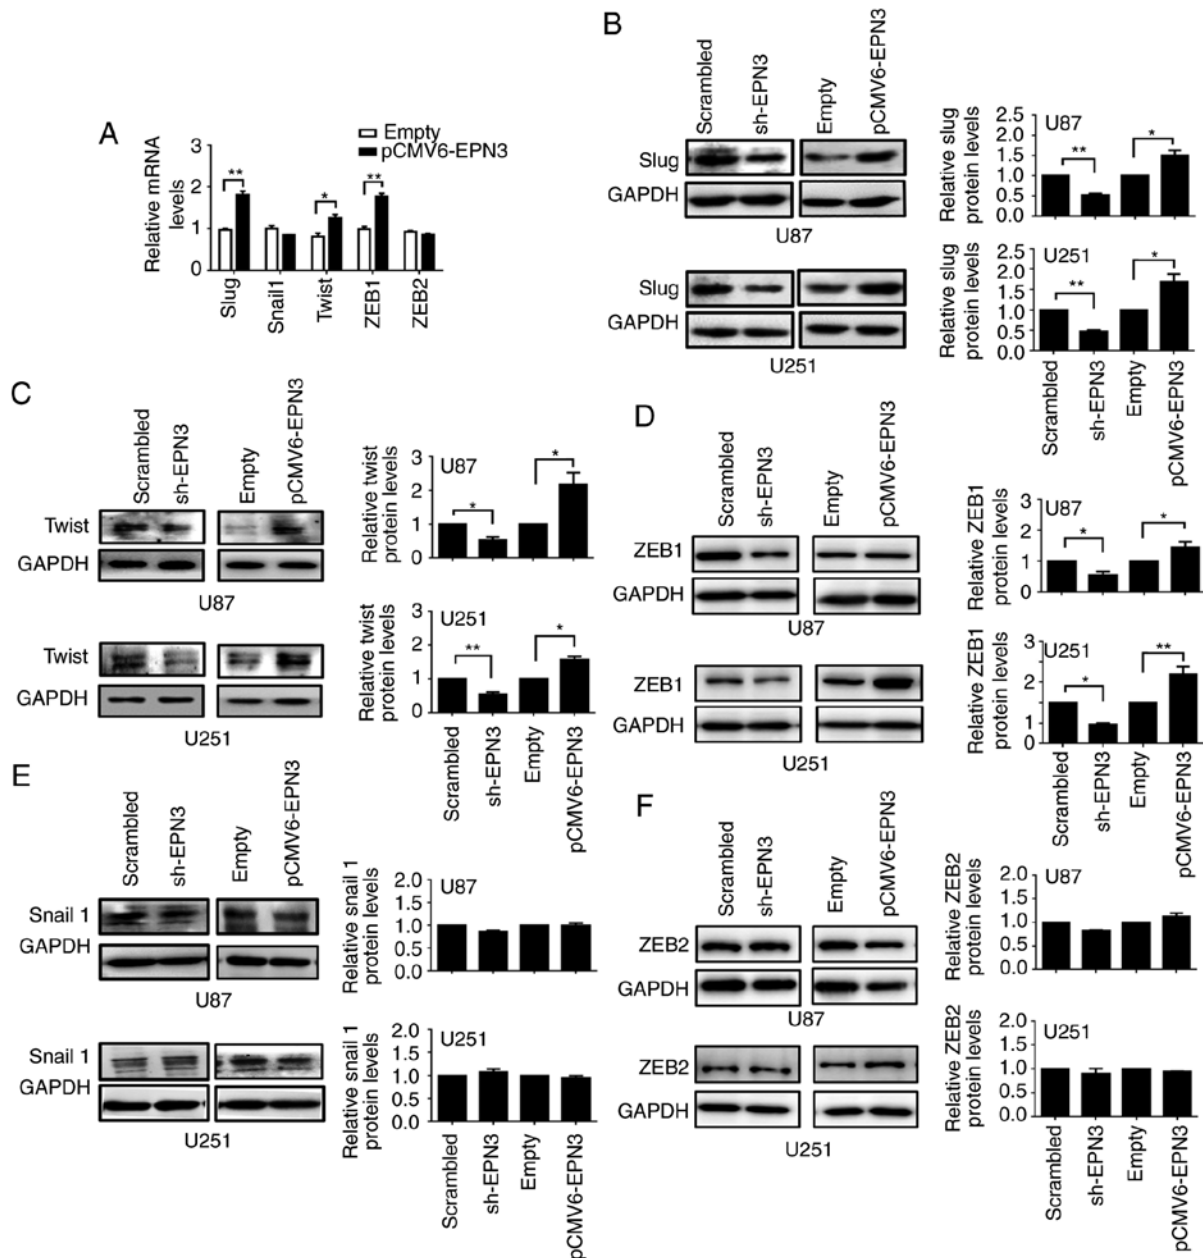 A
Empty
pCMV6-EPN3
Relative mRNA
levels
3
2
1
0
**
*
**
Slug
Snail1
Twist
ZEB1
ZEB2
B
Scrambled
sh-EPN3
Empty
pCMV6-EPN3
Slug
GAPDH
U87
Slug
GAPDH
U251
Relative slug
protein levels
2.5
2.0
1.5
1.0
0.5
0.0
U87
**
*
Relative slug
protein levels
2.5
2.0
1.5
1.0
0.5
0.0
U251
**
*
Scrambled
sh-EPN3
Empty
pCMV6-EPN3
C
Scrambled
sh-EPN3
Empty
pCMV6-EPN3
Twist
GAPDH
U87
Twist
GAPDH
U251
Relative twist
protein levels
3
2
1
0
U87
*
*
Relative twist
protein levels
3
2
1
0
U251
**
*
Scrambled
sh-EPN3
Empty
pCMV6-EPN3
D
Scrambled
sh-EPN3
Empty
pCMV6-EPN3
ZEB1
GAPDH
U87
ZEB1
GAPDH
U251
Relative ZEB1
protein levels
3
2
1
0
U87
*
*
Relative ZEB1
protein levels
3
2
1
0
U251
*
**
Scrambled
sh-EPN3
Empty
pCMV6-EPN3
E
Scrambled
sh-EPN3
Empty
pCMV6-EPN3
Snail 1
GAPDH
U87
Snail 1
GAPDH
U251
Relative snail 1
protein levels
2.0
1.5
1.0
0.5
0.0
U87
Relative snail 1
protein levels
2.0
1.5
1.0
0.5
0.0
U251
Scrambled
sh-EPN3
Empty
pCMV6-EPN3
F
Scrambled
sh-EPN3
Empty
pCMV6-EPN3
ZEB2
GAPDH
U87
ZEB2
GAPDH
U251
Relative ZEB2
protein levels
2.0
1.5
1.0
0.5
0.0
U87
Relative ZEB2
protein levels
2.0
1.5
1.0
0.5
0.0
U251
Scrambled
sh-EPN3
Empty
pCMV6-EPN3